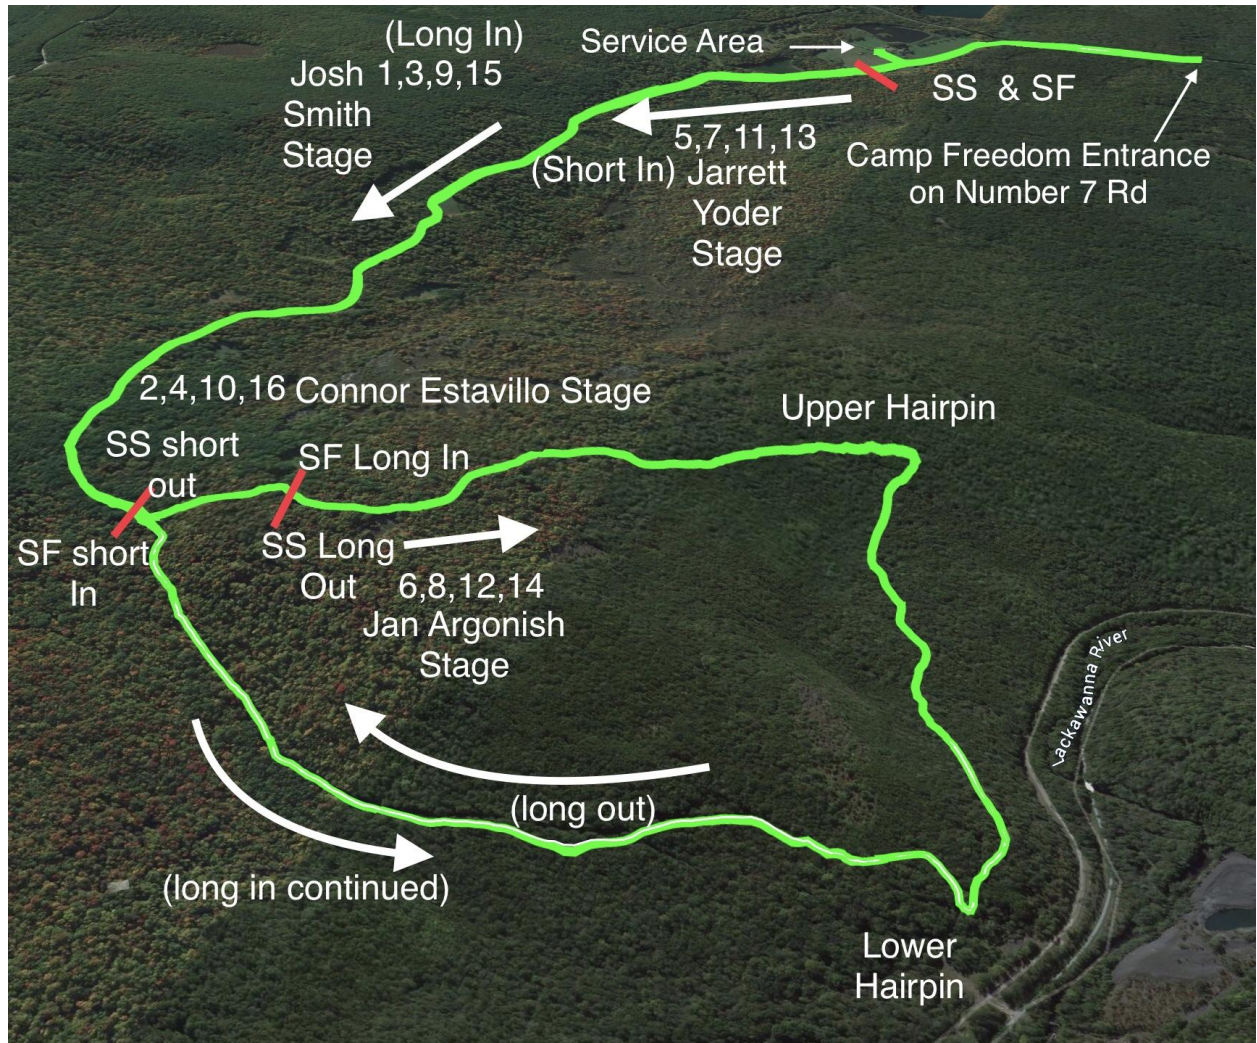 (Long In)
Josh 1,3,9,15
Smith
Stage
Service Area
SS & SF
5,7,11,13
(Short In) Jarrett
Yoder
Stage
Camp Freedom Entrance
on Number 7 Rd
2,4,10,16 Connor Estavillo Stage
Upper Hairpin
SS short
out
SF Long In
SF short
In
SS Long
Out
6,8,12,14
Jan Argonish
Stage
Lackawanna River
(long out)
(long in continued)
Lower
Hairpin